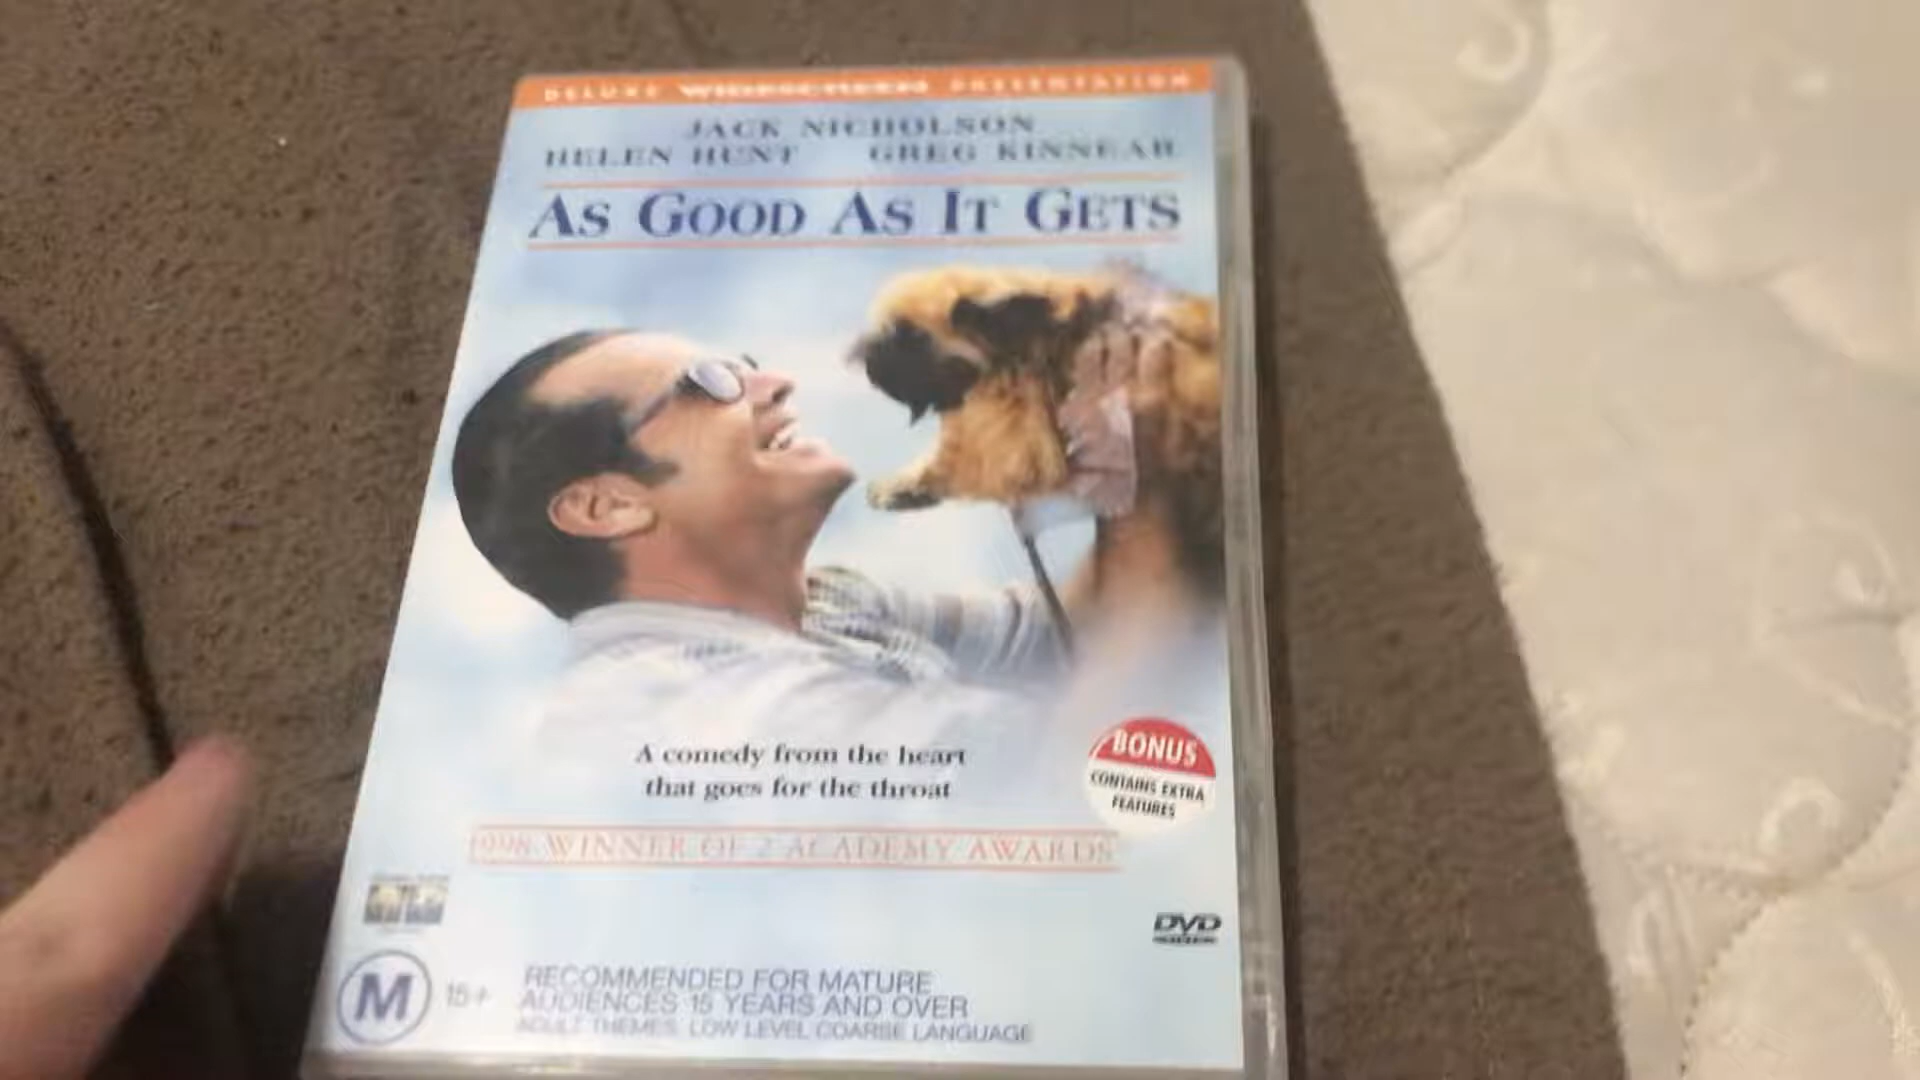 DELUXE WIDESCREEN PRESENTATION
JACK NICHOLSON
HELEN HUNT GREG KINNEAR
AS GOOD AS IT GETS
A comedy from the heart
that goes for the throat
BONUS
CONTAINS EXTRA
FEATURES
1998 WINNER OF 2 ACADEMY AWARDS
DVD
M 15+
RECOMMENDED FOR MATURE
AUDIENCES 15 YEARS AND OVER
ADULT THEMES, LOW LEVEL COARSE LANGUAGE